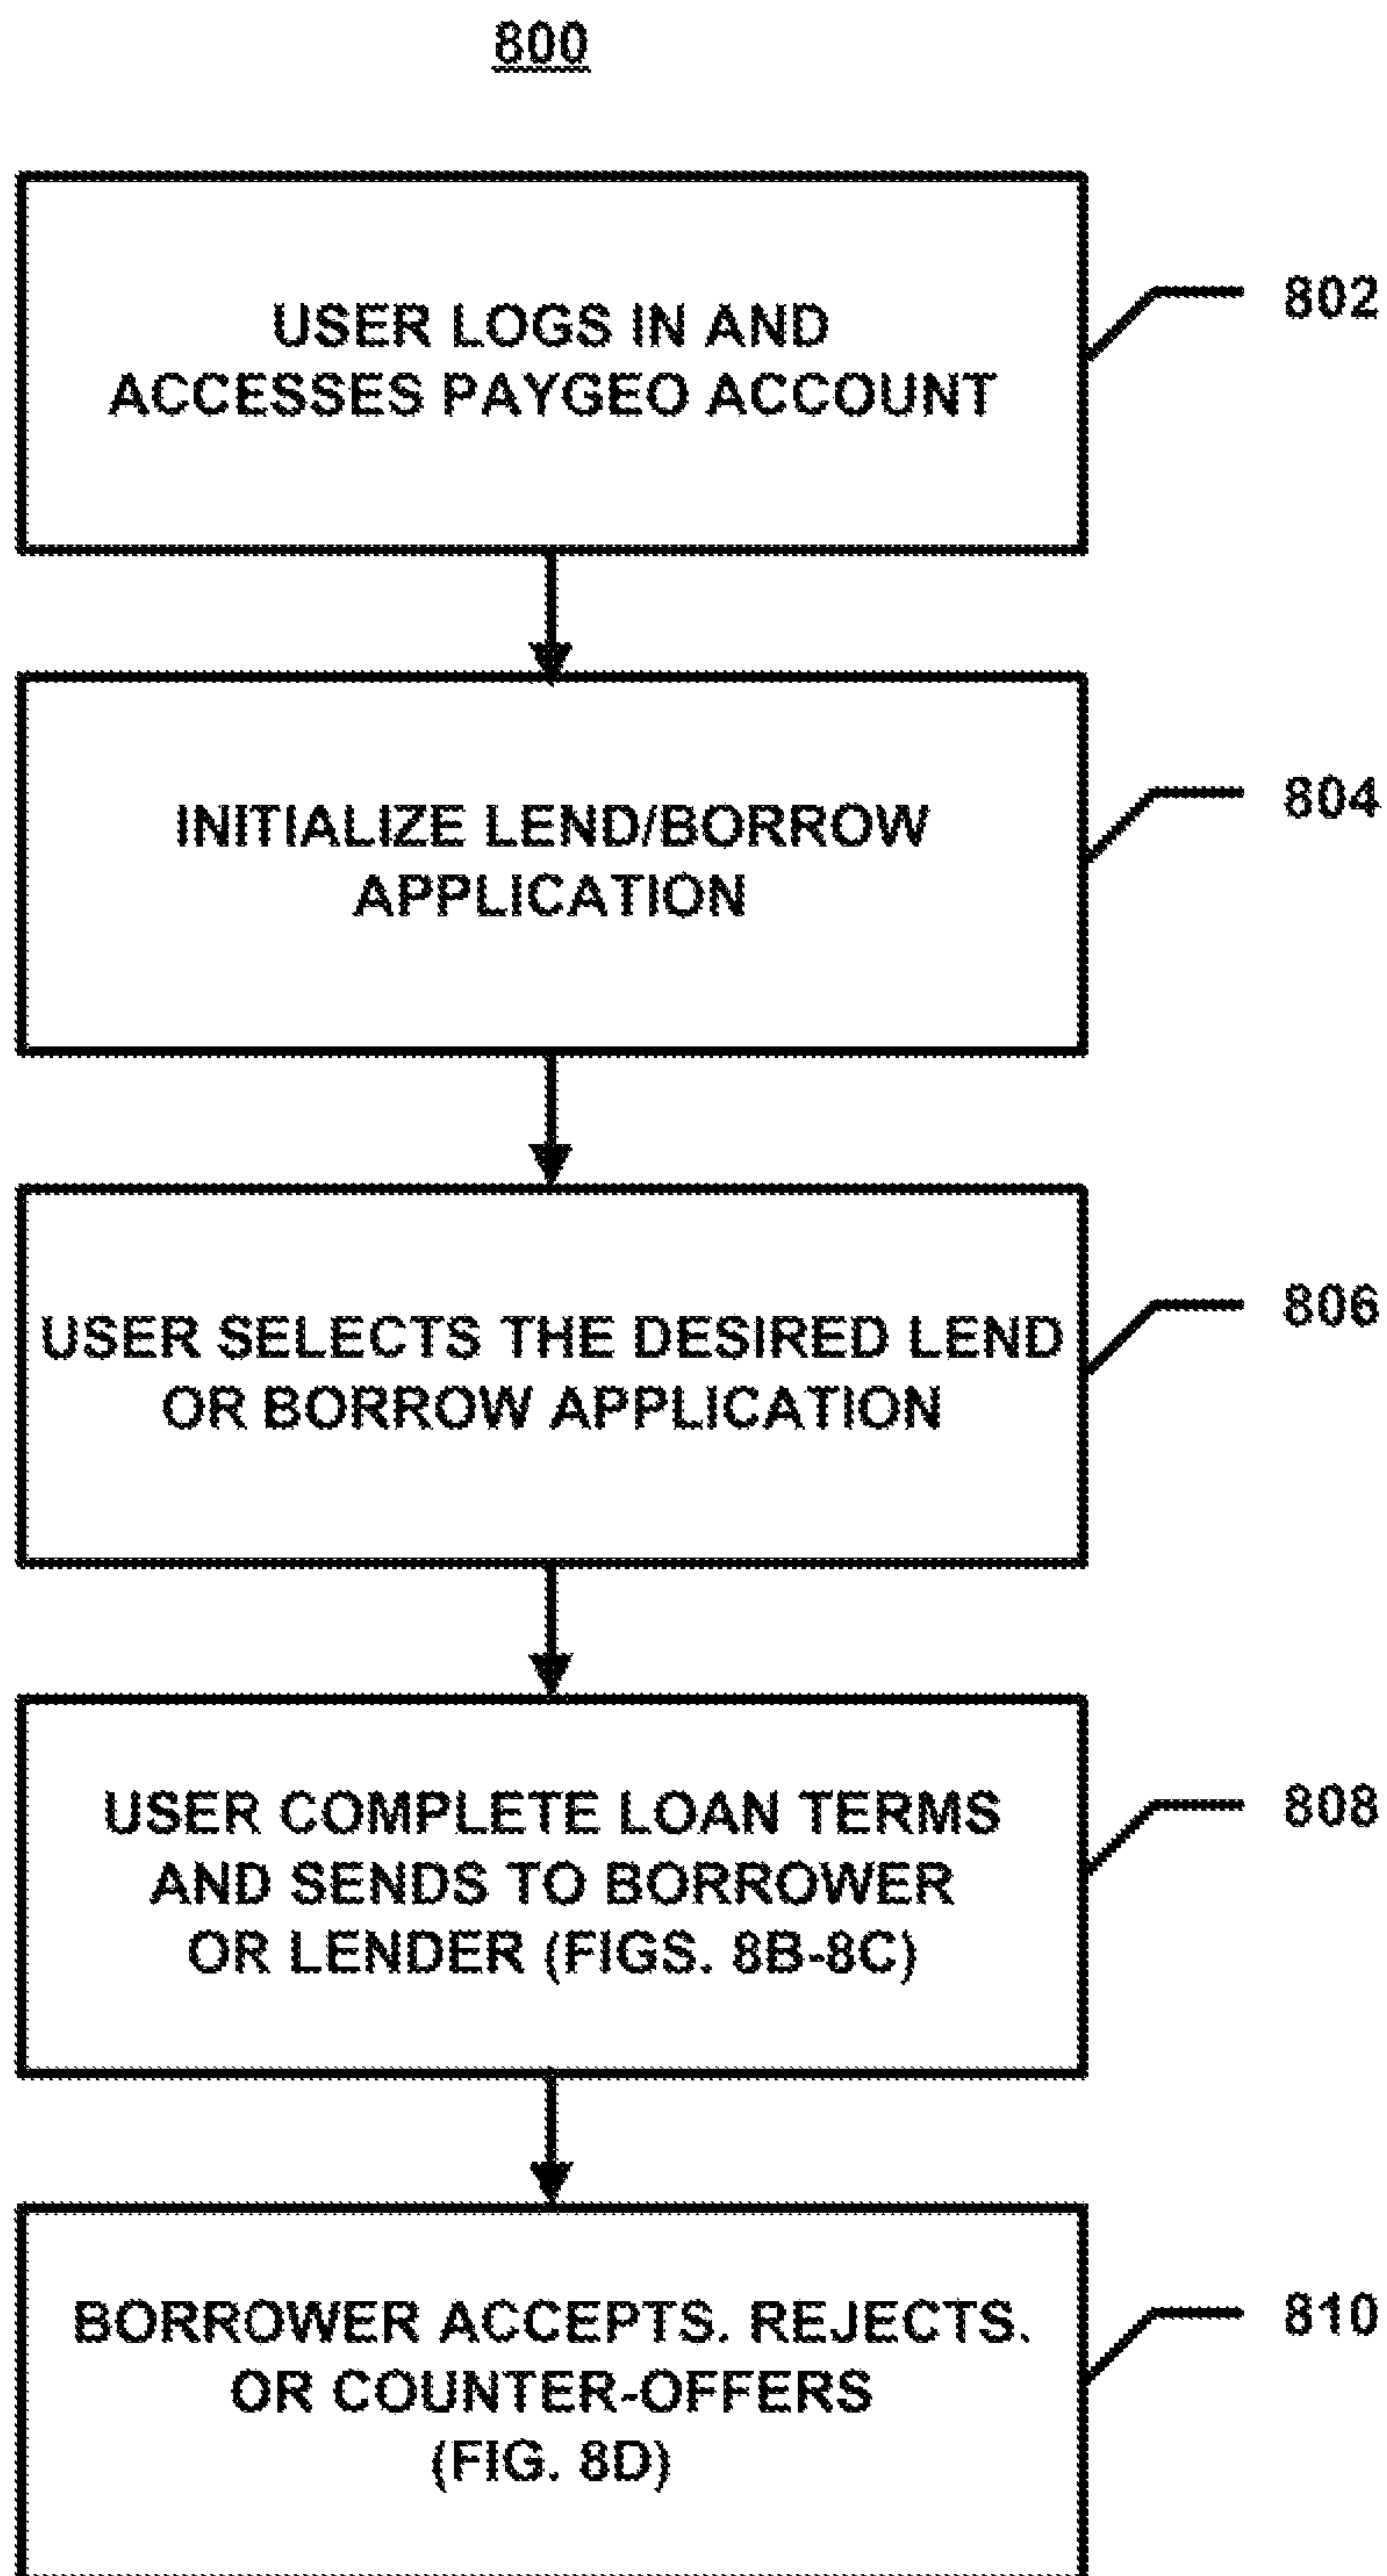 800
USER LOGS IN AND
ACCESSES PAYGEO ACCOUNT
802
INITIALIZE LEND/BORROW
APPLICATION
804
USER SELECTS THE DESIRED LEND
OR BORROW APPLICATION
806
USER COMPLETE LOAN TERMS
AND SENDS TO BORROWER
OR LENDER (FIGS. 8B-8C)
808
BORROWER ACCEPTS. REJECTS.
OR COUNTER-OFFERS
(FIG. 8D)
810